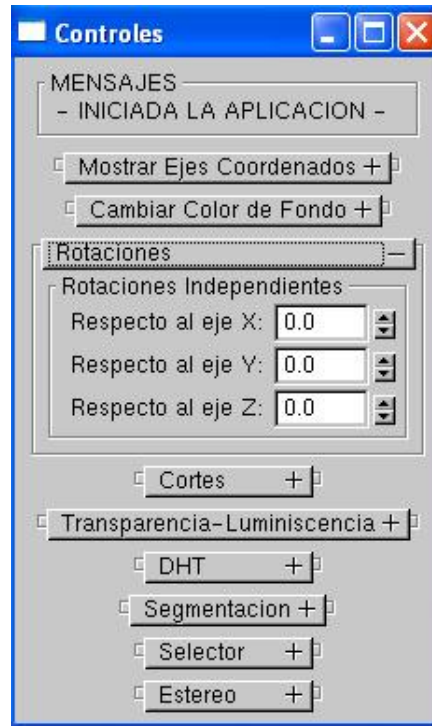 Controles
MENSAJES
- INICIADA LA APLICACION -
Mostrar Ejes Coordenados +
Cambiar Color de Fondo +
Rotaciones —
Rotaciones Independientes
Respecto al eje X: 0.0
Respecto al eje Y: 0.0
Respecto al eje Z: 0.0
Cortes +
Transparencia-Luminiscencia +
DHT +
Segmentacion +
Selector +
Estereo +